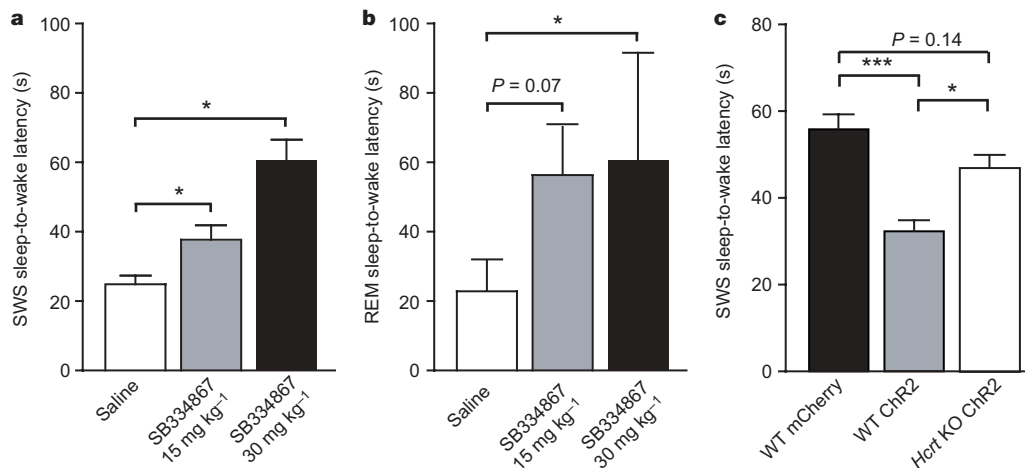 a
SWS sleep-to-wake latency (s)
100
80
60
40
20
0
*
*
Saline
SB334867
15 mg kg⁻¹
SB334867
30 mg kg⁻¹
b
REM sleep-to-wake latency (s)
100
80
60
40
20
0
*
P = 0.07
Saline
SB334867
15 mg kg⁻¹
SB334867
30 mg kg⁻¹
c
SWS sleep-to-wake latency (s)
80
60
40
20
0
P = 0.14
***
*
WT mCherry
WT ChR2
Hcrt KO ChR2